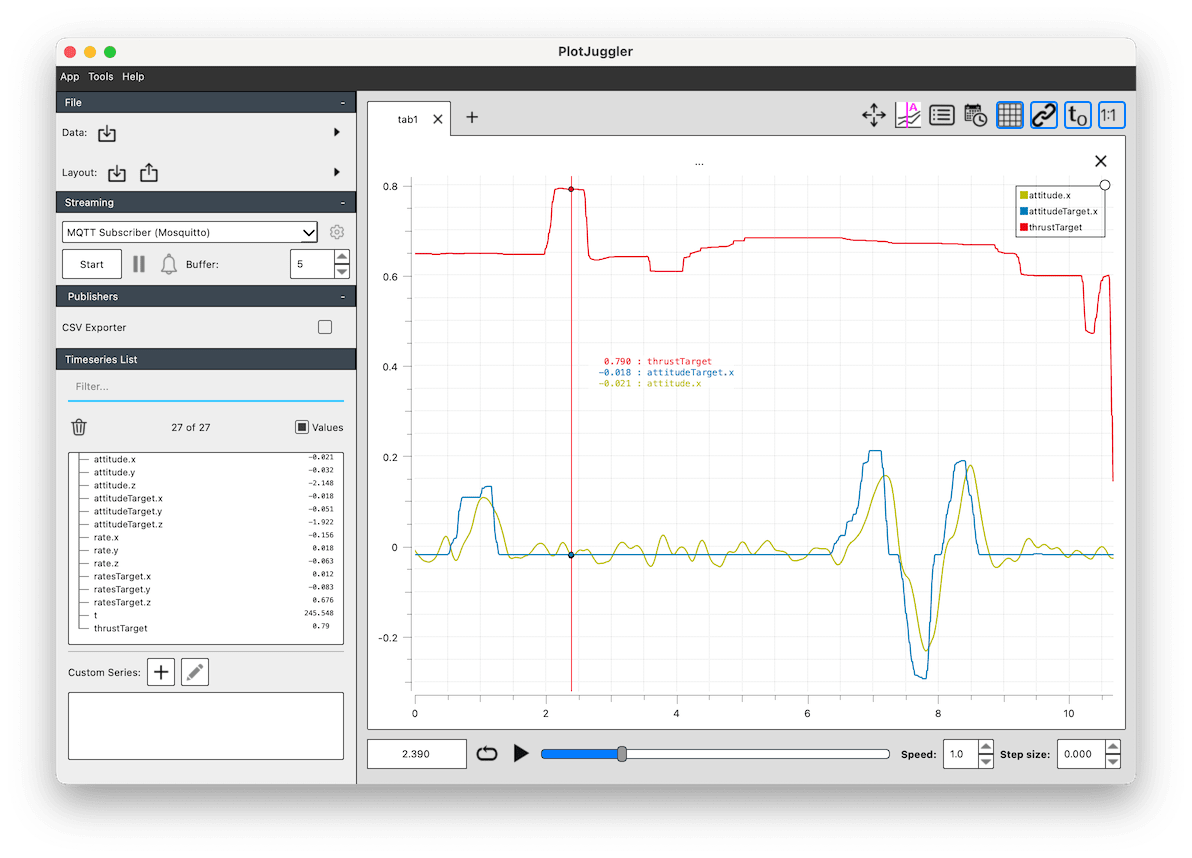 PlotJuggler
App Tools Help
File -
Data:
Layout:
Streaming -
MQTT Subscriber (Mosquitto)
Start Buffer: 5
Publishers -
CSV Exporter
Timeseries List
Filter...
27 of 27 Values
attitude.x -0.021
attitude.y -0.032
attitude.z -2.148
attitudeTarget.x -0.018
attitudeTarget.y -0.051
attitudeTarget.z -1.922
rate.x -0.156
rate.y 0.018
rate.z -0.063
ratesTarget.x 0.012
ratesTarget.y -0.083
ratesTarget.z 0.676
t 245.548
thrustTarget 0.79
Custom Series:
tab1
A
t0
1:1
...
0.8
0.6
0.4
0.2
0
-0.2
attitude.x
attitudeTarget.x
thrustTarget
0.790 : thrustTarget
-0.018 : attitudeTarget.x
-0.021 : attitude.x
0 2 4 6 8 10
2.390 Speed: 1.0 Step size: 0.000